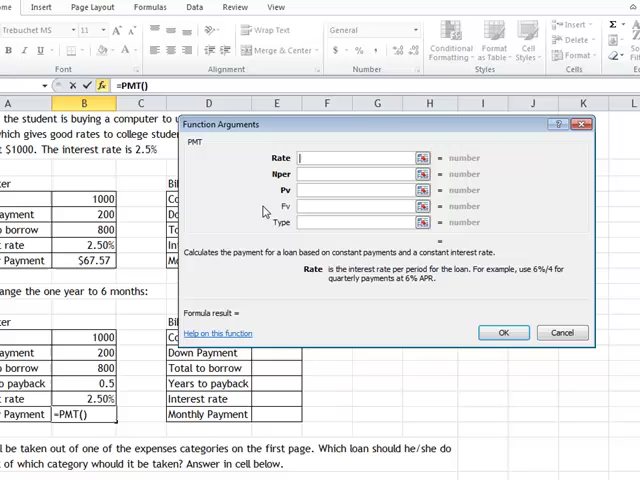 ome Insert Page Layout Formulas Data Review View
Trebuchet MS 11 A A Wrap Text General Insert Σ
B I U A Merge & Center $ % , Conditional Formatting Format as Table Cell Styles Delete Format
Font Alignment Number Styles Cells
fx =PMT()
A B C D E F G H I J K L
the student is buying a computer to u
which gives good rates to college stude
t $1000. The interest rate is 2.5%
Function Arguments
PMT
Rate = number
Nper = number
Pv = number
Fv = number
Type = number
=
Calculates the payment for a loan based on constant payments and a constant interest rate.
Rate is the interest rate per period for the loan. For example, use 6%/4 for
quarterly payments at 6% APR.
Formula result =
Help on this function OK Cancel
ter Bi
1000 Co
ayment 200 Do
o borrow 800 To
t rate 2.50% Int
Payment $67.57 Mo
ange the one year to 6 months:
ter Bi
1000 Co
ayment 200 Down Payment
o borrow 800 Total to borrow
to payback 0.5 Years to payback
t rate 2.50% Interest rate
y Payment =PMT() Monthly Payment
ll be taken out of one of the expenses categories on the first page. Which loan should he/she do
t of which category whould it be taken? Answer in cell below.